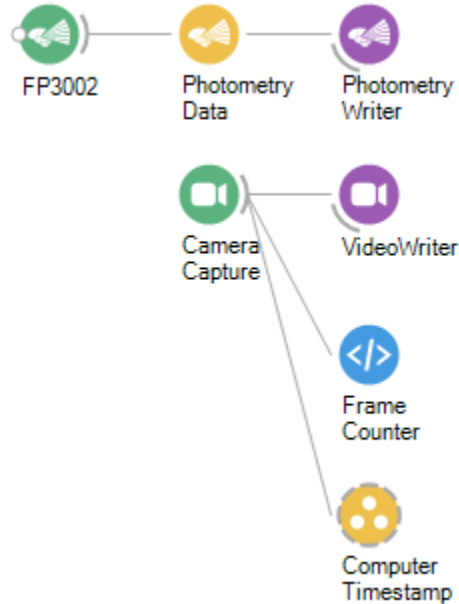 FP3002
Photometry
Data
Photometry
Writer
Camera
Capture
VideoWriter
</>
Frame
Counter
Computer
Timestamp